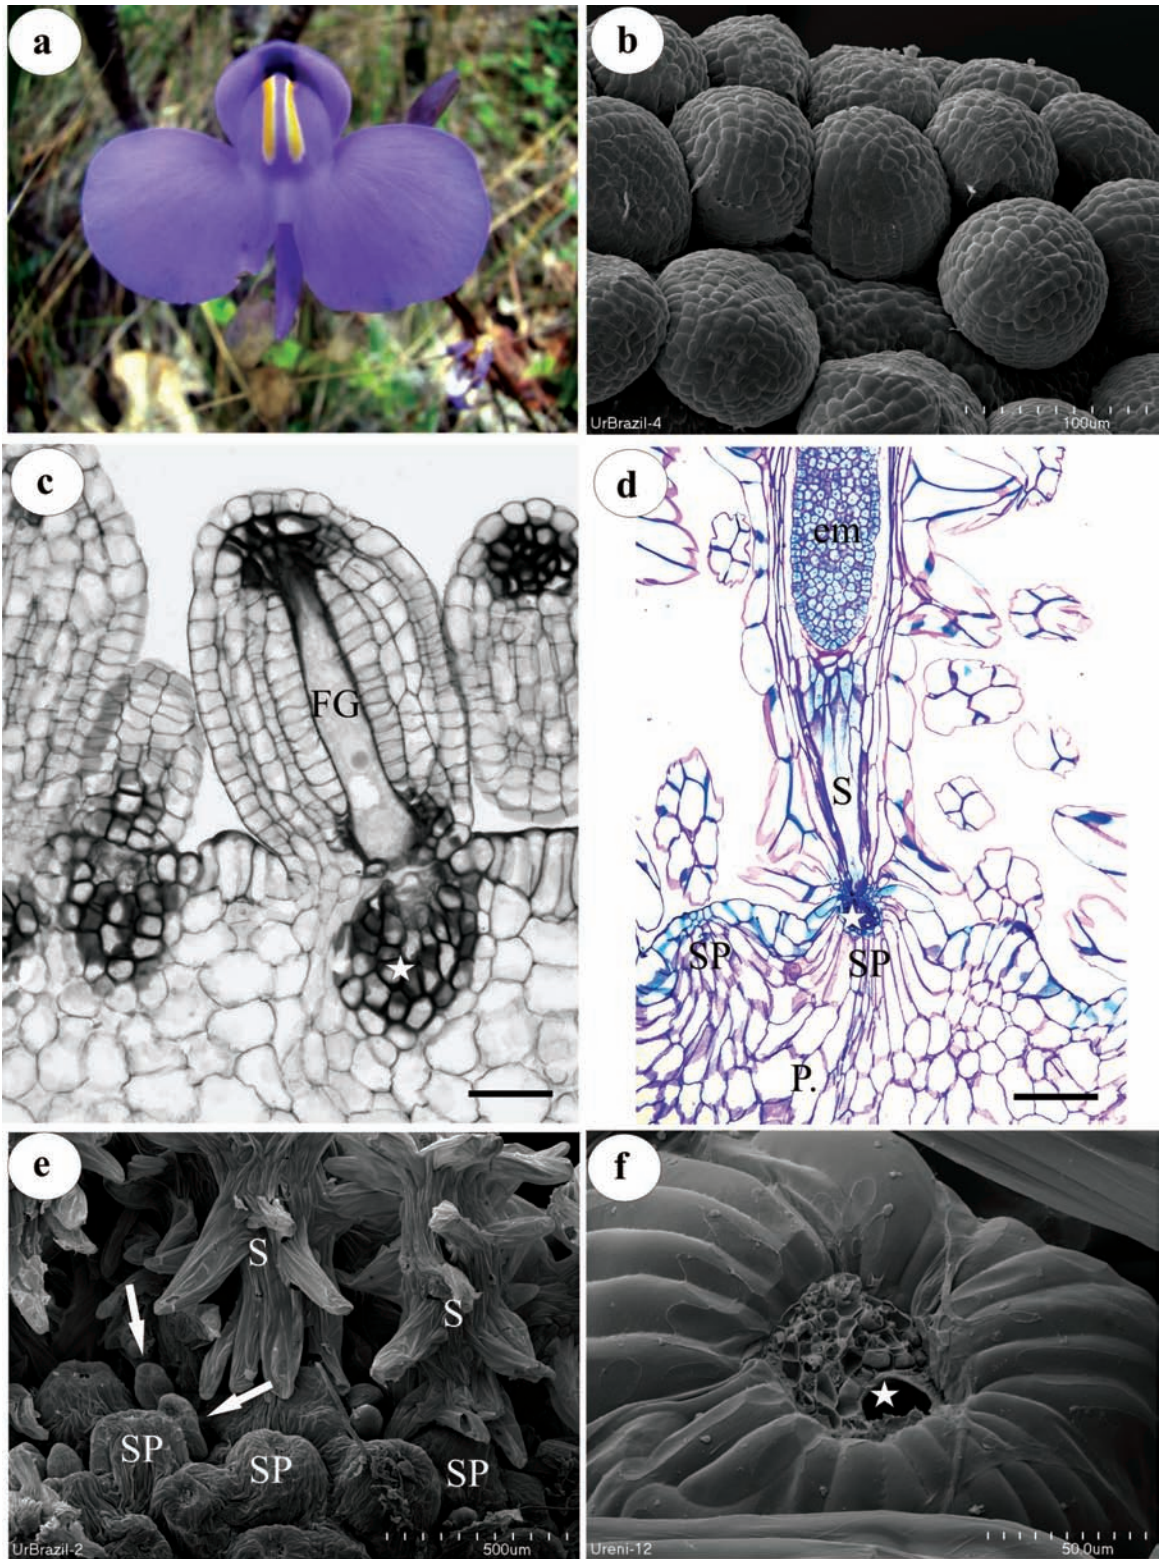 a
b
UrBrazil-4
100um
c
FG
d
em
S
SP
SP
P.
e
S
S
SP
SP
SP
UrBrazil-2
500um
f
Ureni-12
50.0um